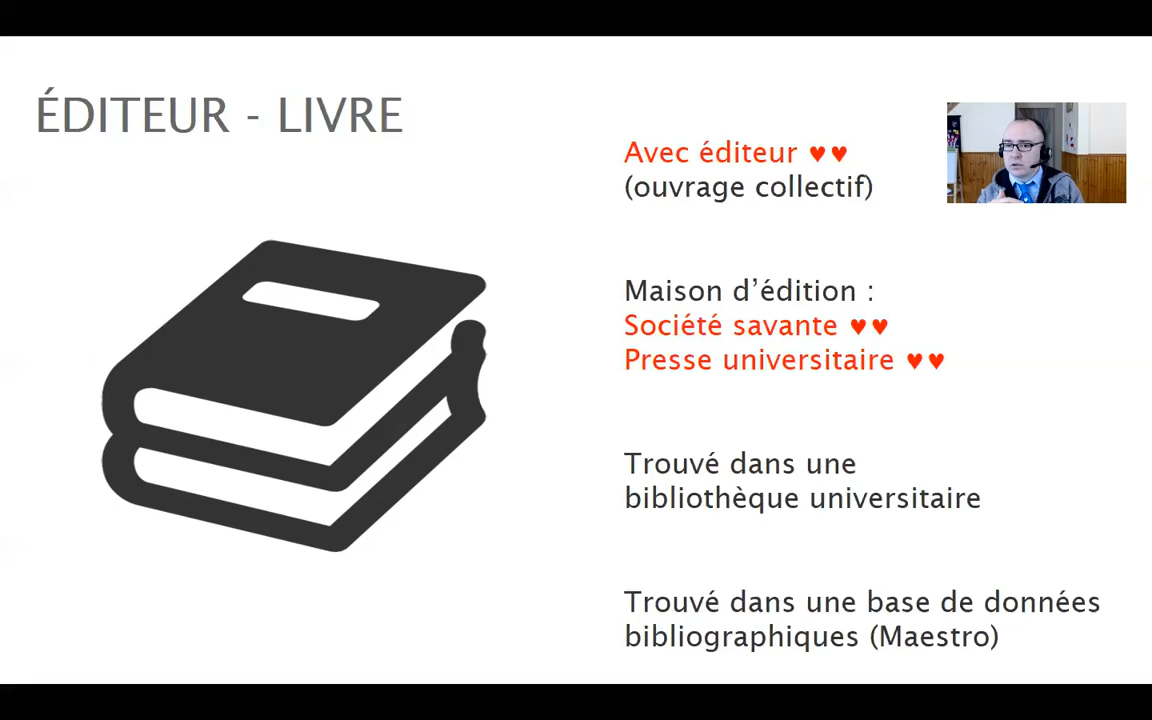 ÉDITEUR - LIVRE
Avec éditeur ♥♥
(ouvrage collectif)
Maison d’édition :
Société savante ♥♥
Presse universitaire ♥♥
Trouvé dans une
bibliothèque universitaire
Trouvé dans une base de données
bibliographiques (Maestro)